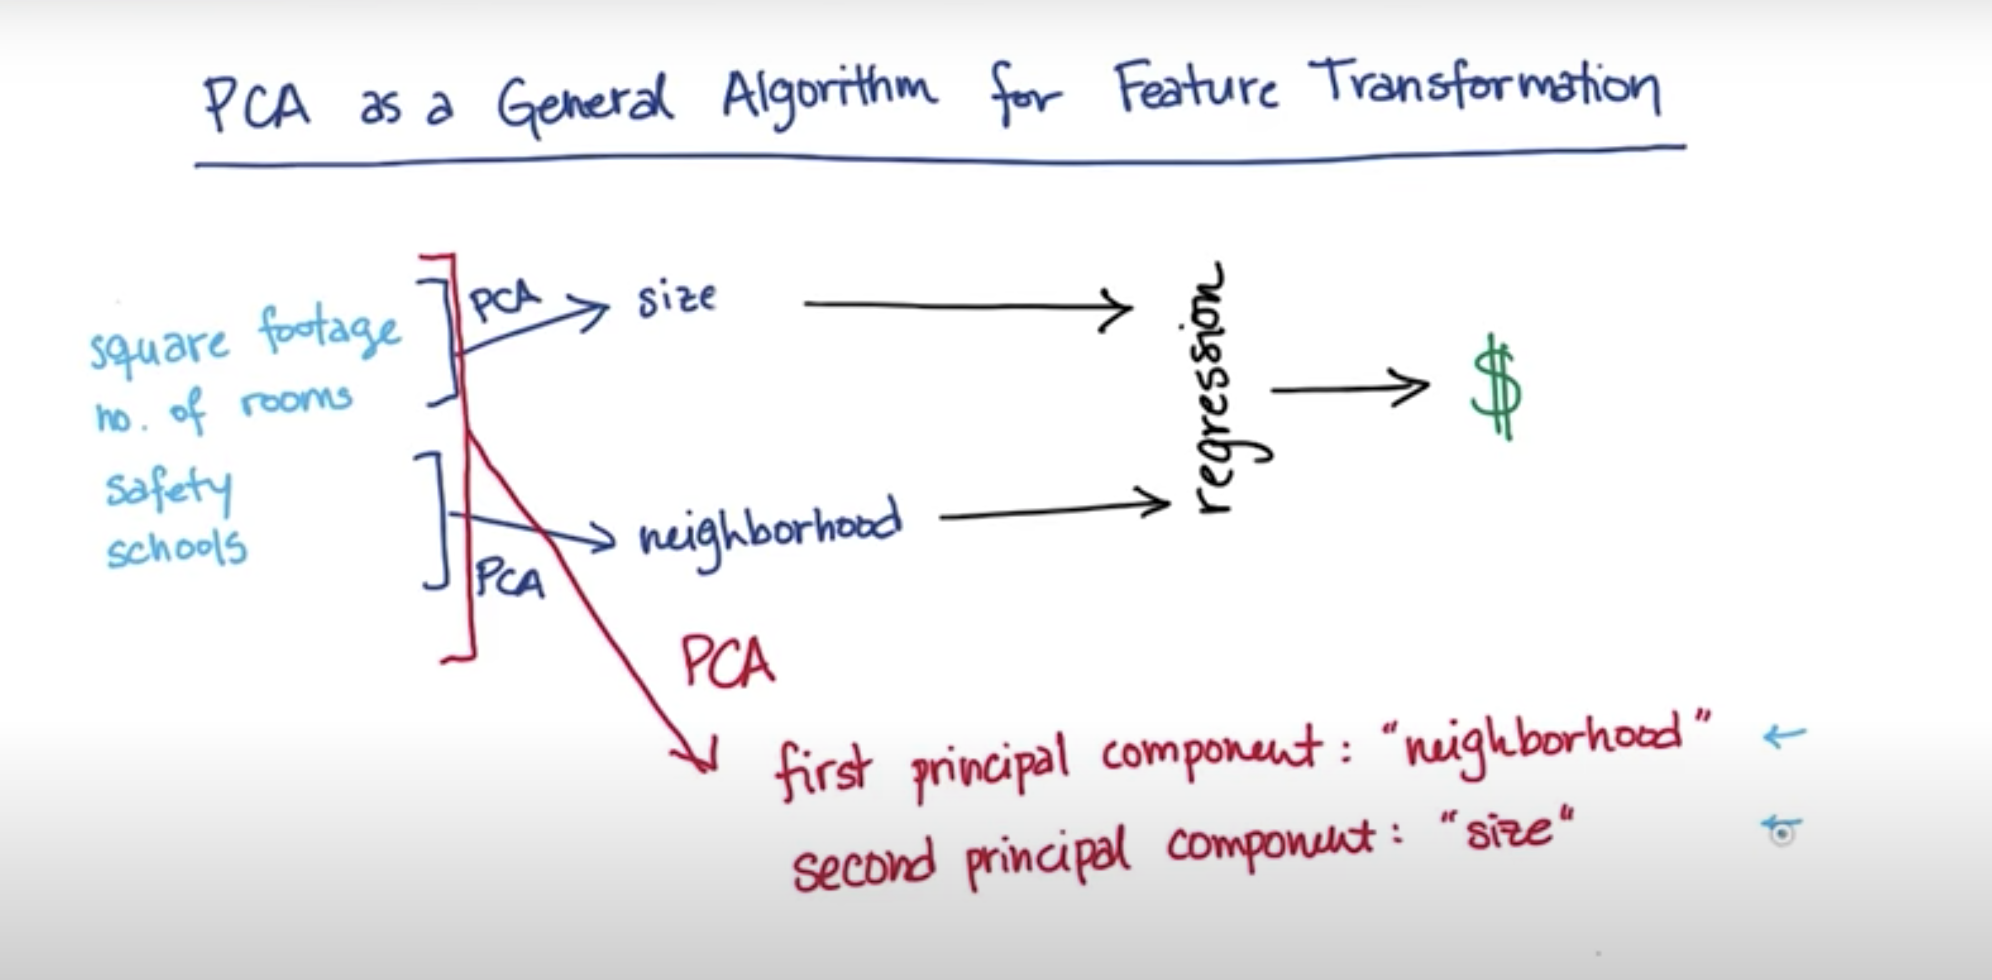 PCA as a General Algorithm for Feature Transformation
square footage
no. of rooms
safety
schools
PCA
size
PCA
neighborhood
regression
$
PCA
first principal component: "neighborhood"
second principal component: "size"